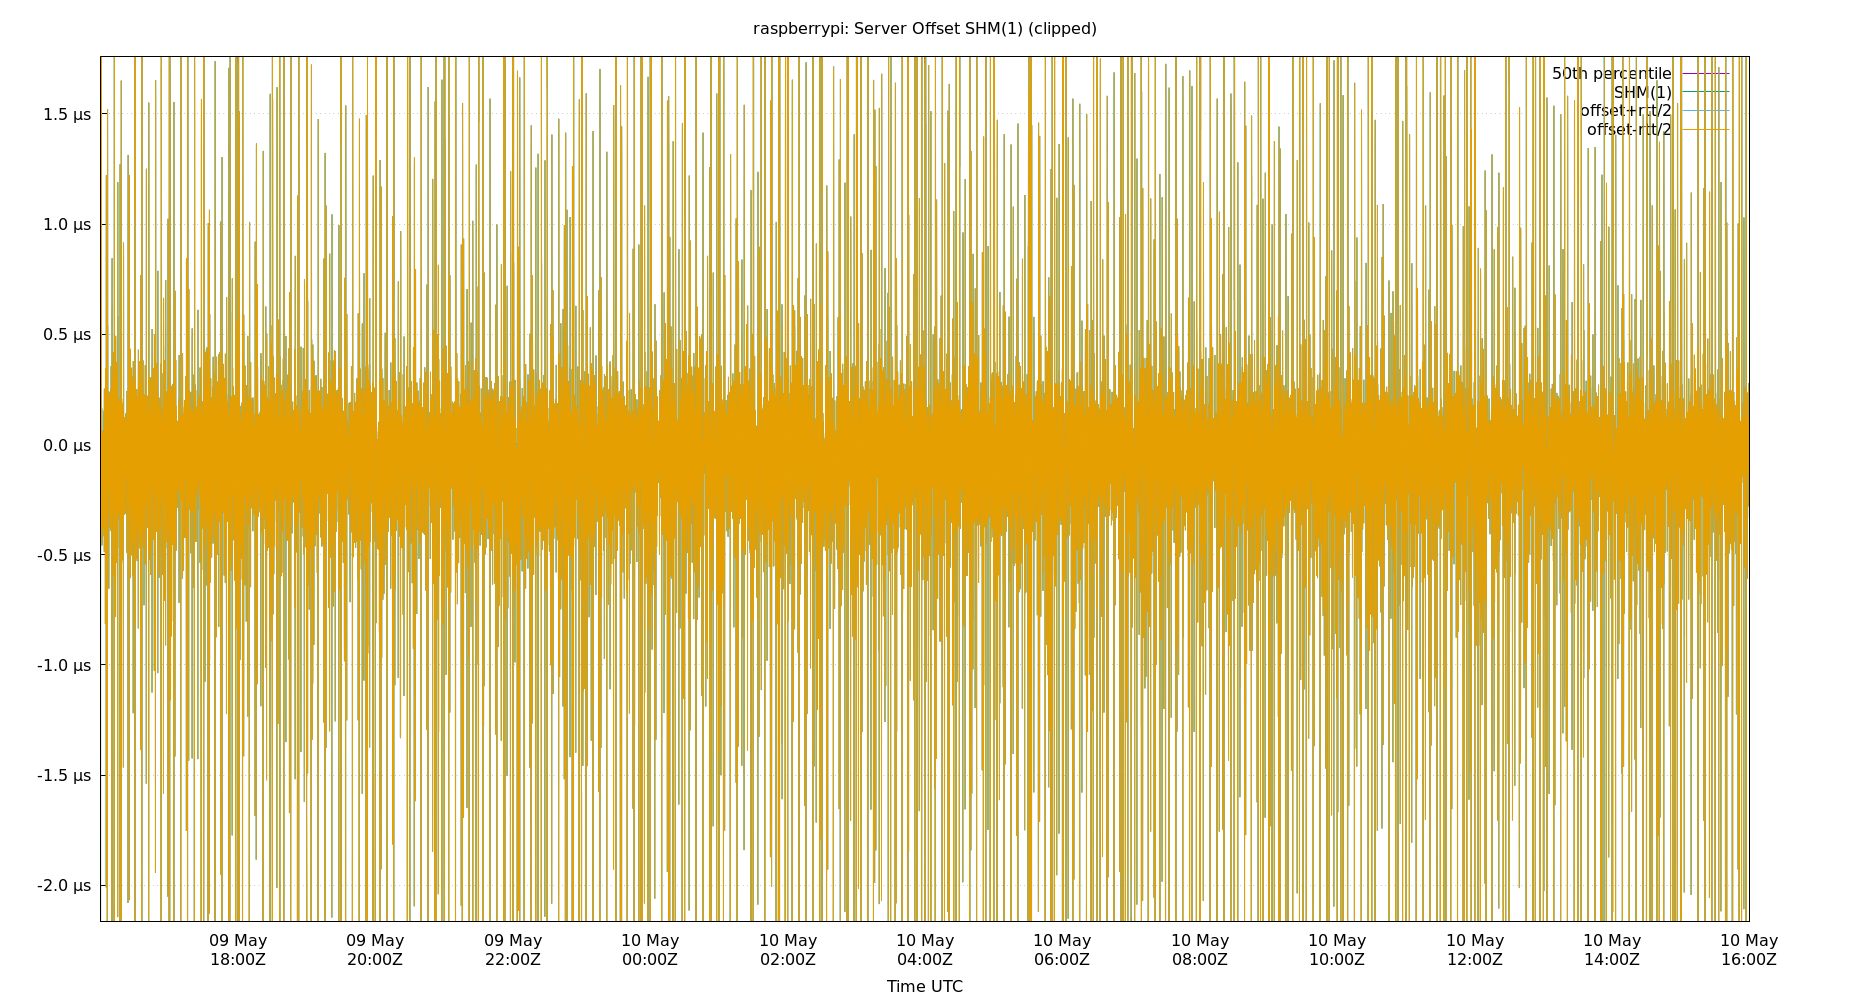 raspberrypi: Server Offset SHM(1) (clipped)
50th percentile
SHM(1)
offset+rtt/2
offset-rtt/2
1.5 µs
1.0 µs
0.5 µs
0.0 µs
-0.5 µs
-1.0 µs
-1.5 µs
-2.0 µs
09 May 09 May 09 May 10 May 10 May 10 May 10 May 10 May 10 May 10 May 10 May 10 May
18:00Z 20:00Z 22:00Z 00:00Z 02:00Z 04:00Z 06:00Z 08:00Z 10:00Z 12:00Z 14:00Z 16:00Z
Time UTC